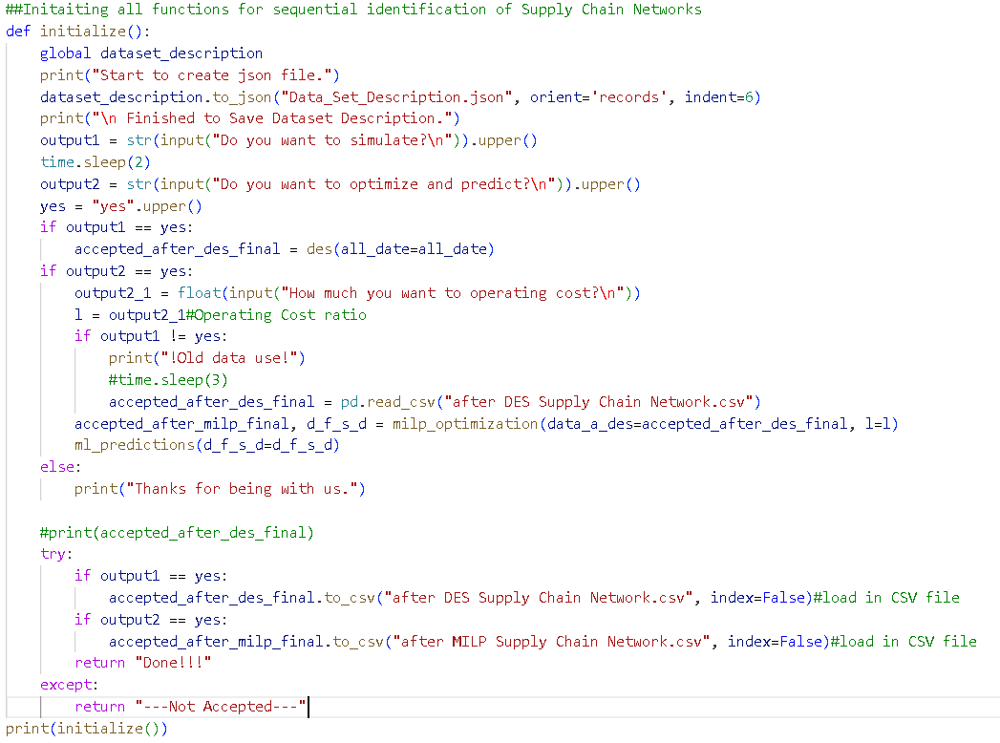 ##Initaiting all functions for sequential identification of Supply Chain Networks
def initialize():
    global dataset_description
    print("Start to create json file.")
    dataset_description.to_json("Data_Set_Description.json", orient='records', indent=6)
    print("\n Finished to Save Dataset Description.")
    output1 = str(input("Do you want to simulate?\n")).upper()
    time.sleep(2)
    output2 = str(input("Do you want to optimize and predict?\n")).upper()
    yes = "yes".upper()
    if output1 == yes:
        accepted_after_des_final = des(all_date=all_date)
    if output2 == yes:
        output2_1 = float(input("How much you want to operating cost?\n"))
        l = output2_1#Operating Cost ratio
        if output1 != yes:
            print("!Old data use!")
            #time.sleep(3)
            accepted_after_des_final = pd.read_csv("after DES Supply Chain Network.csv")
        accepted_after_milp_final, d_f_s_d = milp_optimization(data_a_des=accepted_after_des_final, l=l)
        ml_predictions(d_f_s_d=d_f_s_d)
    else:
        print("Thanks for being with us.")

    #print(accepted_after_des_final)
    try:
        if output1 == yes:
            accepted_after_des_final.to_csv("after DES Supply Chain Network.csv", index=False)#load in CSV file
        if output2 == yes:
            accepted_after_milp_final.to_csv("after MILP Supply Chain Network.csv", index=False)#load in CSV file
        return "Done!!!"
    except:
        return "---Not Accepted---"
print(initialize())